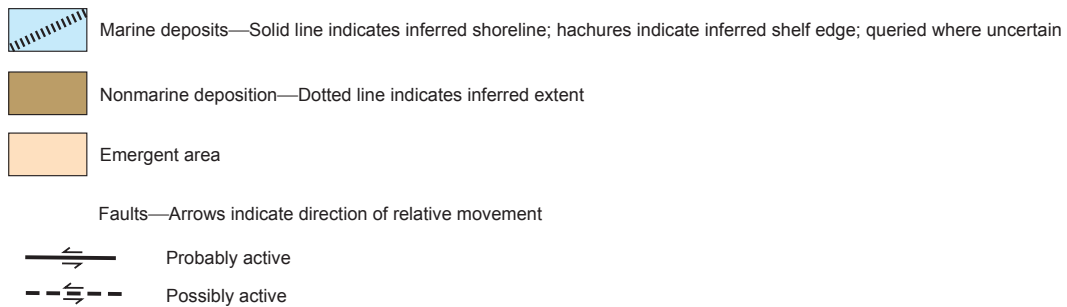 Marine deposits—Solid line indicates inferred shoreline; hachures indicate inferred shelf edge; queried where uncertain
Nonmarine deposition—Dotted line indicates inferred extent
Emergent area
Faults—Arrows indicate direction of relative movement
Probably active
Possibly active